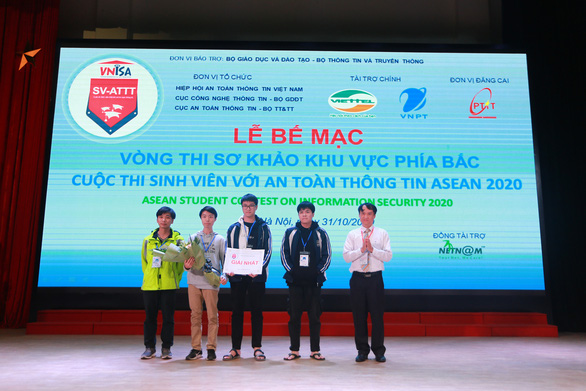 ĐƠN VỊ BẢO TRỢ: BỘ GIÁO DỤC VÀ ĐÀO TẠO - BỘ THÔNG TIN VÀ TRUYỀN THÔNG
VNISA
SV-ATTT
ĐƠN VỊ TỔ CHỨC
HIỆP HỘI AN TOÀN THÔNG TIN VIỆT NAM
CỤC CÔNG NGHỆ THÔNG TIN - BỘ GDĐT
CỤC AN TOÀN THÔNG TIN - BỘ TT&TT
TÀI TRỢ CHÍNH
VIETTEL
VNPT
ĐƠN VỊ ĐĂNG CAI
PTIT
LỄ BẾ MẠC
VÒNG THI SƠ KHẢO KHU VỰC PHÍA BẮC
CUỘC THI SINH VIÊN VỚI AN TOÀN THÔNG TIN ASEAN 2020
ASEAN STUDENT CONTEST ON INFORMATION SECURITY 2020
Hà Nội, 31/10/20
ĐỒNG TÀI TRỢ
NETN@M
GIẢI NHẤT